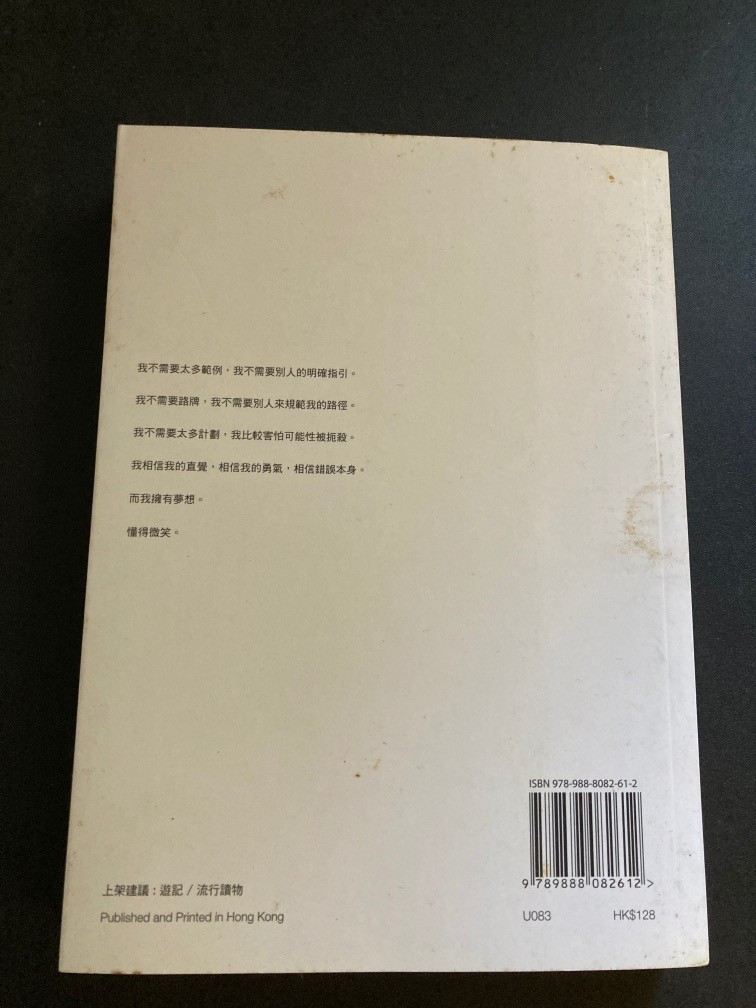 我不需要太多範例，我不需要別人的明確指引。
我不需要路牌，我不需要別人來規範我的路徑。
我不需要太多計劃，我比較害怕可能性被扼殺。
我相信我的直覺，相信我的勇氣，相信錯誤本身。
而我擁有夢想。
懂得微笑。
ISBN 978-988-8082-61-2
9 789888 082612 >
上架建議：遊記 / 流行讀物
Published and Printed in Hong Kong
U083 HK$128